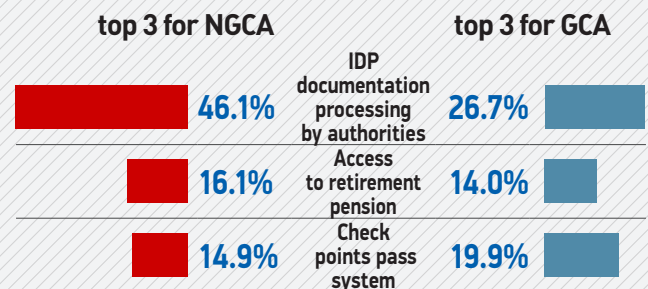 top 3 for NGCA
top 3 for GCA
46.1%
IDP
documentation
processing
by authorities
26.7%
16.1%
Access
to retirement
pension
14.0%
14.9%
Check
points pass
system
19.9%